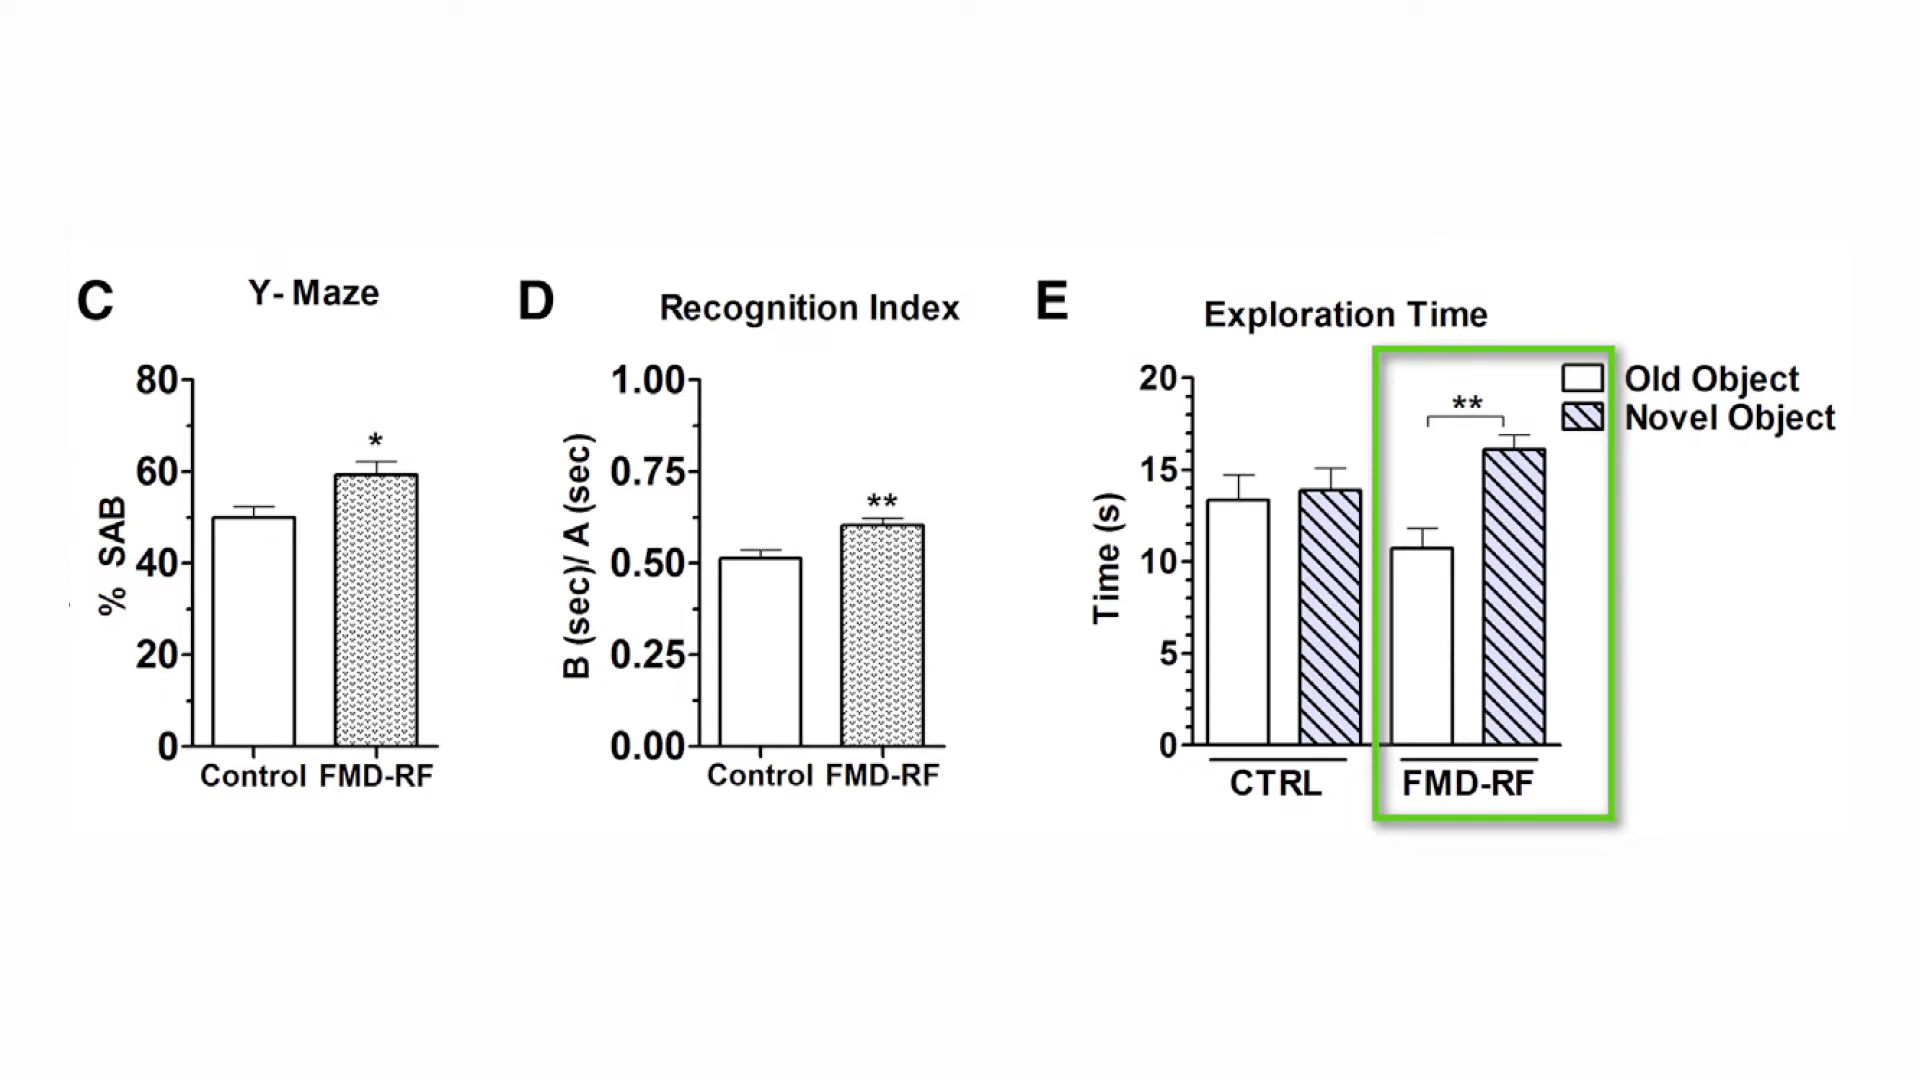 C
Y- Maze
80
60
40
20
0
% SAB
*
Control FMD-RF
D
Recognition Index
1.00
0.75
0.50
0.25
0.00
B (sec)/ A (sec)
**
Control FMD-RF
E
Exploration Time
20
15
10
5
0
Time (s)
**
Old Object
Novel Object
CTRL
FMD-RF